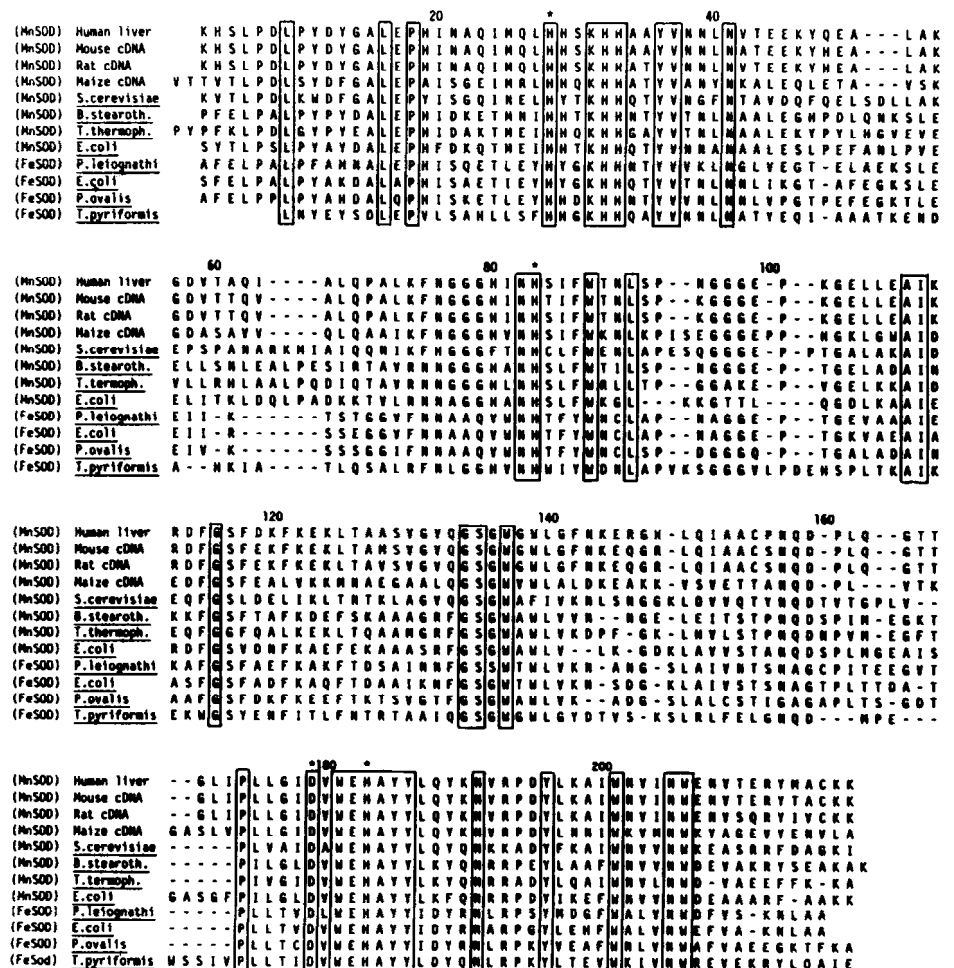 20 * 40
(MnSOD) Human liver K H S L P D L P Y D Y G A L E P H I N A Q I M Q L H H S K H H A A Y V N N L N V T E E K Y Q E A - - - L A K
(MnSOD) Mouse cDNA K H S L P D L P Y D Y G A L E P H I N A Q I M Q L H H S K H H A A Y V N N L N V T E E K Y H E A - - - L A K
(MnSOD) Rat cDNA K H S L P D L P Y D Y G A L E P H I N A Q I M Q L H H S K H H A T Y V N N L N V T E E K Y H E A - - - L A K
(MnSOD) Maize cDNA V T T V T L P D L S Y D F G A L E P A I S G E I M R L H H Q K H H A T Y V A N Y N K A L E Q L E T A - - - V S K
(MnSOD) S.cerevisiae K V T L P D L K W D F G A L E P Y I S G Q I N E L H Y T K H H Q T Y V N G F N T A V D Q F Q E L S D L L A K
(MnSOD) B.stearoth. P F E L P A L P Y P Y D A L E P H I D K E T M N I H H T K H H N T Y V T N L N A A L E G H P D L Q N K S L E
(MnSOD) T.thermoph. P Y P F K L P D L G Y P Y E A L E P H I D A K T M E I H H Q K H H G A Y V T N L N A A L E K Y P Y L H G V E V E
(MnSOD) E.coli S Y T L P S L P Y A Y D A L E P H F D K Q T M E I H H T K H H Q T Y V N N A N A A L E S L P E F A N L P V E
(FeSOD) P.leiognathi A F E L P A L P F A M N A L E P H I S Q E T L E Y H Y G K H H N T Y V V K L N G L V E G T - E L A E K S L E
(FeSOD) E.coli S F E L P A L P Y A K D A L A P H I S A E T I E Y H Y G K H H Q T Y V T N L N N L I K G T - A F E G K S L E
(FeSOD) P.ovalis A F E L P P L P Y A H D A L Q P H I S K E T L E Y H H D K H H N T Y V V N L N N L V P G T P E F E G K T L E
(FeSOD) T.pyriformis L N Y E Y S D L E P V L S A H L L S F H H G K H H Q A Y V N N L N A T Y E Q I - A A A T K E N D
60 80 * 100
(MnSOD) Human liver G D V T A Q I - - - - A L Q P A L K F N G G G H I N H S I F W T N L S P - - N G G G E - P - - K G E L L E A I K
(MnSOD) Mouse cDNA G D V T T Q V - - - - A L Q P A L K F N G G G H I N H T I F W T N L S P - - K G G G E - P - - K G E L L E A I K
(MnSOD) Rat cDNA G D V T T Q V - - - - A L Q P A L K F N G G G H I N H S I F W T N L S P - - K G G G E - P - - K G E L L E A I K
(MnSOD) Maize cDNA G D A S A V V - - - - Q L Q A A I K F N G G G H V N H S I F W K N L K P I S E G G G E P P - - N G K L G W A I D
(MnSOD) S.cerevisiae E P S P A N A R K M I A I Q Q N I K F H G G G F T N H C L F W E N L A P E S Q G G G E - P - P T G A L A K A I D
(MnSOD) B.stearoth. E L L S N L E A L P E S I R T A V R N N G G G H A N H S L F W T I L S P - - N G G G E - P - - T G E L A D A I N
(MnSOD) T.termoph. V L L R H L A A L P Q D I Q T A V R N N G G G H L N H S L F W R L L T P - - G G A K E - P - - V G E L K K A I D
(MnSOD) E.coli E L I T K L D Q L P A D K K T V L R N N A G G H A N H S L F W K G L - - - K K G T T L - - - Q G D L K A A I E
(FeSOD) P.leiognathi E I I - K - - - - - - T S T G G V F N N A A Q V W N H T F Y W N C L A P - - N A G G E - P - - T G E V A A A I E
(FeSOD) E.coli E I I - R - - - - - - S S E G G V F N N A A Q V W N H T F Y W N C L A P - - N A G G E - P - - T G K V A E A I A
(FeSOD) P.ovalis E I V - K - - - - - - S S S G G I F N N A A Q V W N H T F Y W N C L S P - - D G G G Q - P - - T G A L A D A I N
(FeSOD) T.pyriformis A - - N K I A - - - - T L Q S A L R F N L G G H V N H W I Y W D N L A P V K S G G G V L P D E H S P L T K A I K
120 140 160
(MnSOD) Human liver R D F G S F D K F K E K L T A A S V G V Q G S G W G W L G F N K E R G H - L Q I A A C P N Q D - P L Q - - G T T
(MnSOD) Mouse cDNA R D F G S F E K F K E K L T A M S V G V Q G S G W G W L G F N K E Q G R - L Q I A A C S N Q D - P L Q - - G T T
(MnSOD) Rat cDNA R D F G S F E K F K E K L T A V S V G V Q G S G W G W L G F N K E Q G R - L Q I A A C S N Q D - P L Q - - G T T
(MnSOD) Maize cDNA E D F G S F E A L V K K M N A E G A A L Q G S G W V W L A L D K E A K K - V S V E T T A N Q D - P L - - - V T K
(MnSOD) S.cerevisiae E Q F G S L D E L I K L T N T K L A G V Q G S G W A F I V K N L S N G G K L D V V Q T Y N Q D T V T G P L V - -
(MnSOD) B.stearoth. K K F G S F T A F K D E F S K A A A G R F G S G W A W L V V N - - N G E - L E I T S T P N Q D S P I M - E G K T
(MnSOD) T.thermoph. E Q F G G F Q A L K E K L T Q A A M G R F G S G W A W L V K D P F - G K - L H V L S T P N Q D N P V M - E G F T
(MnSOD) E.coli R D F G S V D N F K A E F E K A A A S R F G S G W A W L V - - L K - G D K L A V V S T A N Q D S P L M G E A I S
(FeSOD) P.leiognathi K A F G S F A E F K A K F T D S A I N N F G S S W T W L V K N - A N G - S L A I V N T S N A G C P I T E E G V T
(FeSOD) E.coli A S F G S F A D F K A Q F T D A A I K N F G S G W T W L V K N - S D G - K L A I V S T S N A G T P L T T D A - T
(FeSOD) P.ovalis A A F G S F D K F K E E F T K T S V G T F G S G W A W L V K - - A D G - S L A L C S T I G A G A P L T S - G D T
(FeSOD) T.pyriformis E K W G S Y E N F I T L F N T R T A A I Q G S G W G W L G Y D T V S - K S L R L F E L G N Q D - - M P E - - -
* 180 * 200
(MnSOD) Human liver - - G L I P L L G I D V W E H A Y Y L Q Y K N V R P D Y L K A I W N V I N W E N V T E R Y M A C K K
(MnSOD) Mouse cDNA - - G L I P L L G I D V W E H A Y Y L Q Y K N V R P D Y L K A I W N V I N W E N V T E R Y T A C K K
(MnSOD) Rat cDNA - - G L I P L L G I D V W E H A Y Y L Q Y K N V R P D Y L K A I W N V I N W E N V S Q R Y I V C K K
(MnSOD) Maize cDNA G A S L V P L L G I D V W E H A Y Y L Q Y K N V R P D Y L N N I W K V M N W K Y A G E V Y E N V L A
(MnSOD) S.cerevisiae - - - - - P L V A I D A W E H A Y Y L Q Y Q N K K A D Y F K A I W N V V N W K E A S R R F D A G K I
(MnSOD) B.stearoth. - - - - - P I L G L D V W E H A Y Y L K Y Q N R R P E Y L A A F W N V V N W D E V A K R Y S E A K A K
(MnSOD) T.termoph. - - - - - P I V G I D V W E H A Y Y L K Y Q N R R A D Y L Q A I W N V L N W D - V A E E F F K - K A
(MnSOD) E.coli G A S G F P I L G L D V W E H A Y Y L K F Q N R R P D Y I K E F W N V V N W D E A A A R F - A A K K
(FeSOD) P.leiognathi - - - - - P L L T V D L W E H A Y Y I D Y R N L R P S Y M D G F W A L V N W D F V S - K N L A A
(FeSOD) E.coli - - - - - P L L T V D V W E H A Y Y I D Y R N A R P G Y L E H F W A L V N W E F V A - K N L A A
(FeSOD) P.ovalis - - - - - P L L T C D V W E H A Y Y I D Y R N L R P K Y V E A F W N L V N W A F V A E E G K T F K A
(FeSod) T.pyriformis W S S I V P L L T I D V W E H A Y Y L D Y Q N L R P K Y L T E V W K I V N W R E V E K R Y L Q A I E